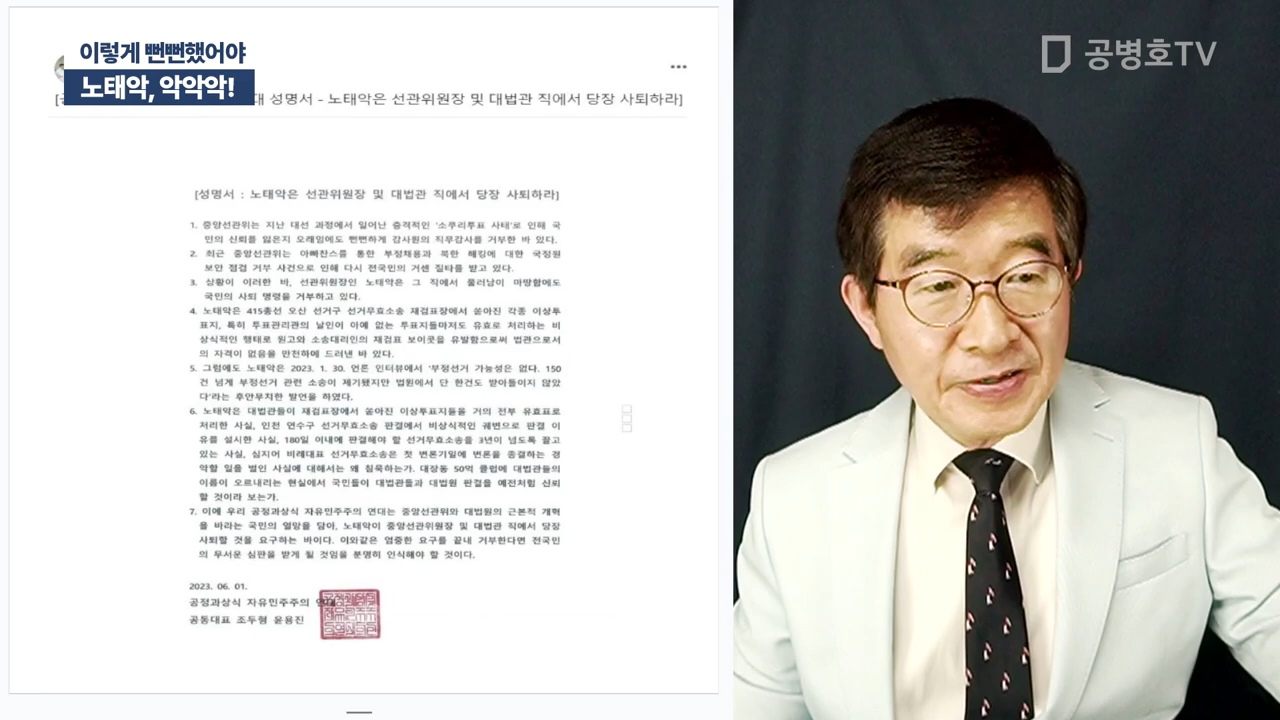 이렇게 뻔뻔했어야
노태악, 악악악!
대 성명서 - 노태악은 선관위원장 및 대법관 직에서 당장 사퇴하라]
공병호TV
[성명서 : 노태악은 선관위원장 및 대법관 직에서 당장 사퇴하라]
1. 중앙선관위는 지난 대선 과정에서 일어난 충격적인 '소쿠리투표 사태'로 인해 국
민의 신뢰를 잃은지 오래임에도 뻔뻔하게 감사원의 직무감사를 거부한 바 있다.
2. 최근 중앙선관위는 아빠찬스를 통한 부정채용과 북한 해킹에 대한 국정원
보안 점검 거부 사건으로 인해 다시 전국민의 거센 질타를 받고 있다.
3. 상황이 이러한 바, 선관위원장인 노태악은 그 직에서 물러남이 마땅함에도
국민의 사퇴 명령을 거부하고 있다.
4. 노태악은 415총선 오산 선거구 선거무효소송 재검표장에서 쏟아진 각종 이상투
표지, 특히 투표관리관의 날인이 아예 없는 투표지들마저도 유효로 처리하는 비
상식적인 행태로 원고와 소송대리인의 재검표 보이콧을 유발함으로써 법관으로서
의 자격이 없음을 만천하에 드러낸 바 있다.
5. 그럼에도 노태악은 2023. 1. 30. 언론 인터뷰에서 '부정선거 가능성은 없다. 150
건 넘게 부정선거 관련 소송이 제기됐지만 법원에서 단 한건도 받아들이지 않았
다'라는 후안무치한 발언을 하였다.
6. 노태악은 대법관들이 재검표장에서 쏟아진 이상투표지들을 거의 전부 유효표로
처리한 사실, 인천 연수구 선거무효소송 판결에서 비상식적인 궤변으로 판결 이
유를 설시한 사실, 180일 이내에 판결해야 할 선거무효소송을 3년이 넘도록 끌고
있는 사실, 심지어 비례대표 선거무효소송은 첫 변론기일에 변론을 종결하는 경
악할 일을 벌인 사실에 대해서는 왜 침묵하는가. 대장동 50억 클럽에 대법관들의
이름이 오르내리는 현실에서 국민들이 대법관들과 대법원 판결을 예전처럼 신뢰
할 것이라 보는가.
7. 이에 우리 공정과상식 자유민주주의 연대는 중앙선관위와 대법원의 근본적 개혁
을 바라는 국민의 열망을 담아, 노태악이 중앙선관위원장 및 대법관 직에서 당장
사퇴할 것을 요구하는 바이다. 이와같은 엄중한 요구를 끝내 거부한다면 전국민
의 무서운 심판을 받게 될 것임을 분명히 인식해야 할 것이다.
2023. 06. 01.
공정과상식 자유민주주의 연대
공동대표 조두형 윤용진